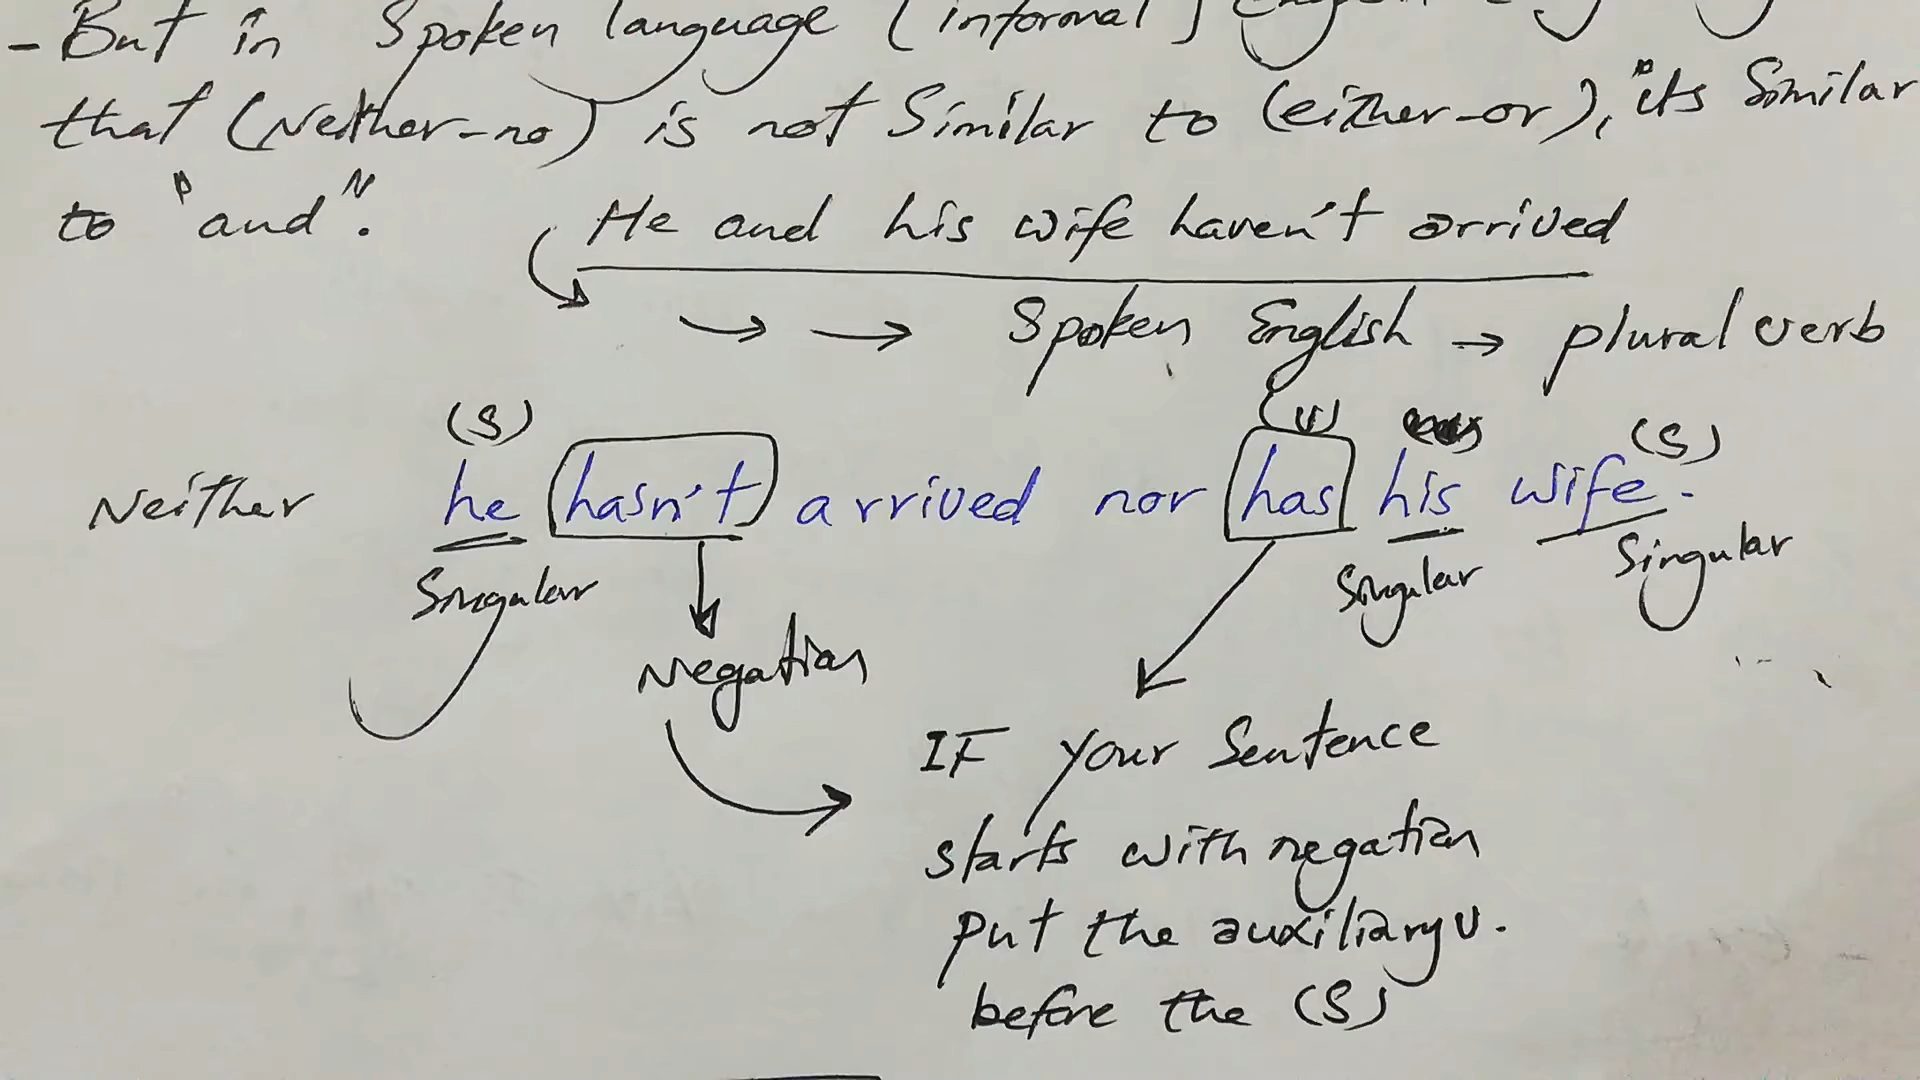 - But in Spoken language (informal)
that (Neither-no) is not Similar to (either-or), "its Similar
to "and".
He and his wife haven't arrived
Spoken English → plural verb
(S) (v) (S)
Neither he hasn't arrived nor has his wife.
Singular Singular Singular
Negation
IF your Sentence
starts with negation
put the auxiliary v.
before the (S)